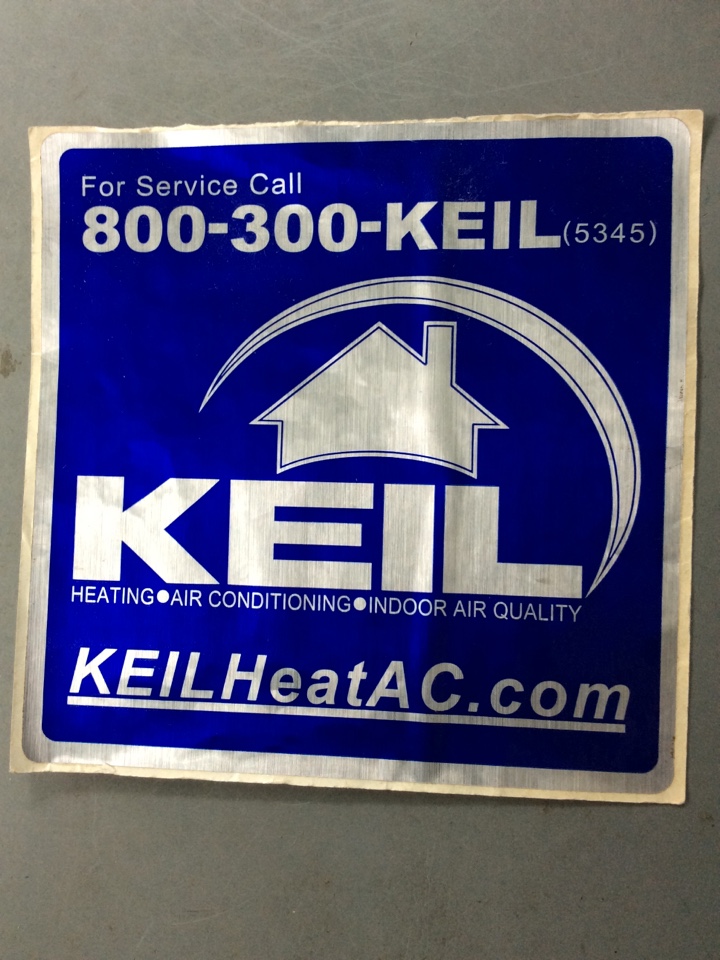 For Service Call
800-300-KEIL(5345)
KEIL
HEATING●AIR CONDITIONING●INDOOR AIR QUALITY
KEILHeatAC.com